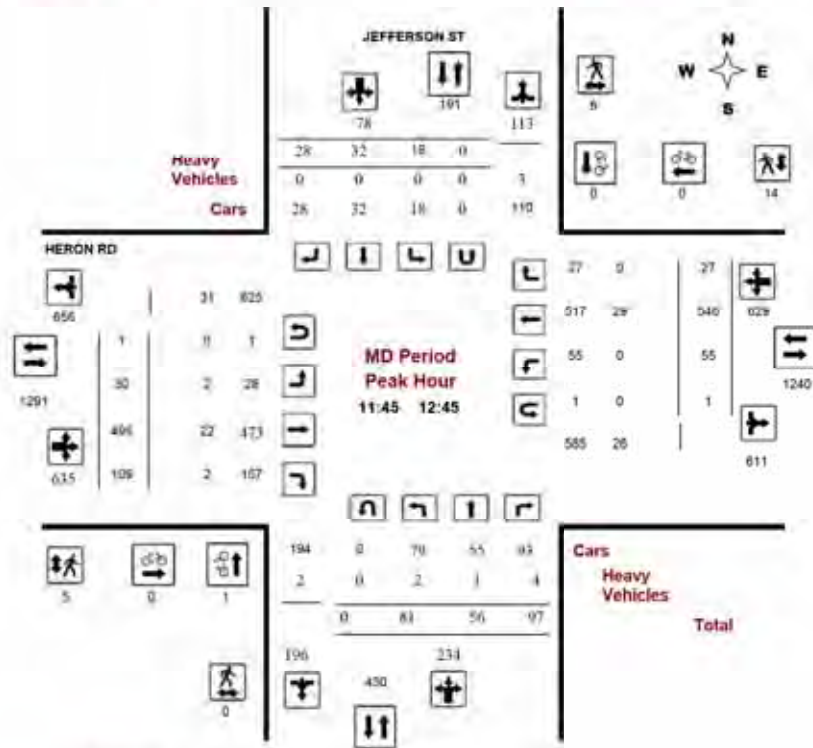 JEFFERSON ST
N
W E
S
191
78 113
6
28 32 18 0
Heavy
Vehicles
0 0 0 0 3
0 0 14
Cars
28 32 18 0 110
HERON RD
27 0 27
31 825
656
517 29 546 629
1 0 1
MD Period
Peak Hour
11:45 12:45
55 0 55
30 2 28
1291
1240
1 0 1
22 473
585 26
635
611
2 107
194 0 79 55 93
Cars
2 0 2 1 4
Heavy
Vehicles
5 0 1
0 81 56 97
Total
196 234
450? 
0